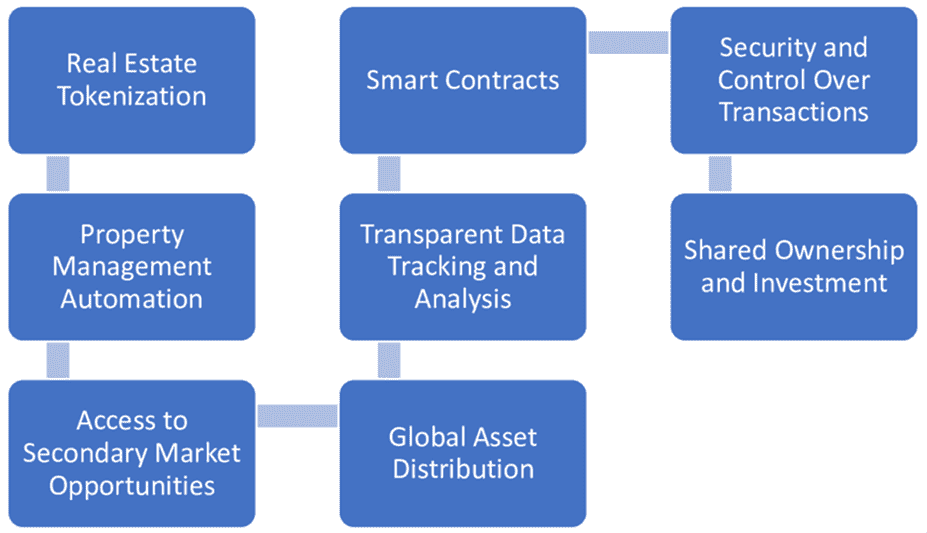 Real Estate
Tokenization
Property
Management
Automation
Access to
Secondary Market
Opportunities
Global Asset
Distribution
Transparent Data
Tracking and
Analysis
Smart Contracts
Security and
Control Over
Transactions
Shared Ownership
and Investment